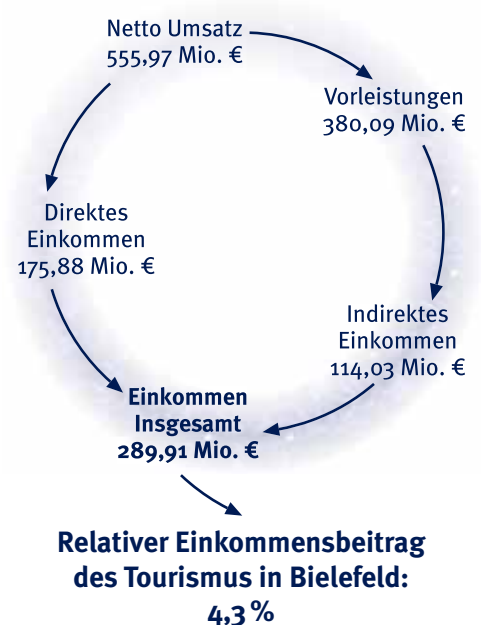 Netto Umsatz
555,97 Mio. €
Vorleistungen
380,09 Mio. €
Direktes
Einkommen
175,88 Mio. €
Indirektes
Einkommen
114,03 Mio. €
Einkommen
Insgesamt
289,91 Mio. €
Relativer Einkommensbeitrag
des Tourismus in Bielefeld:
4,3 %